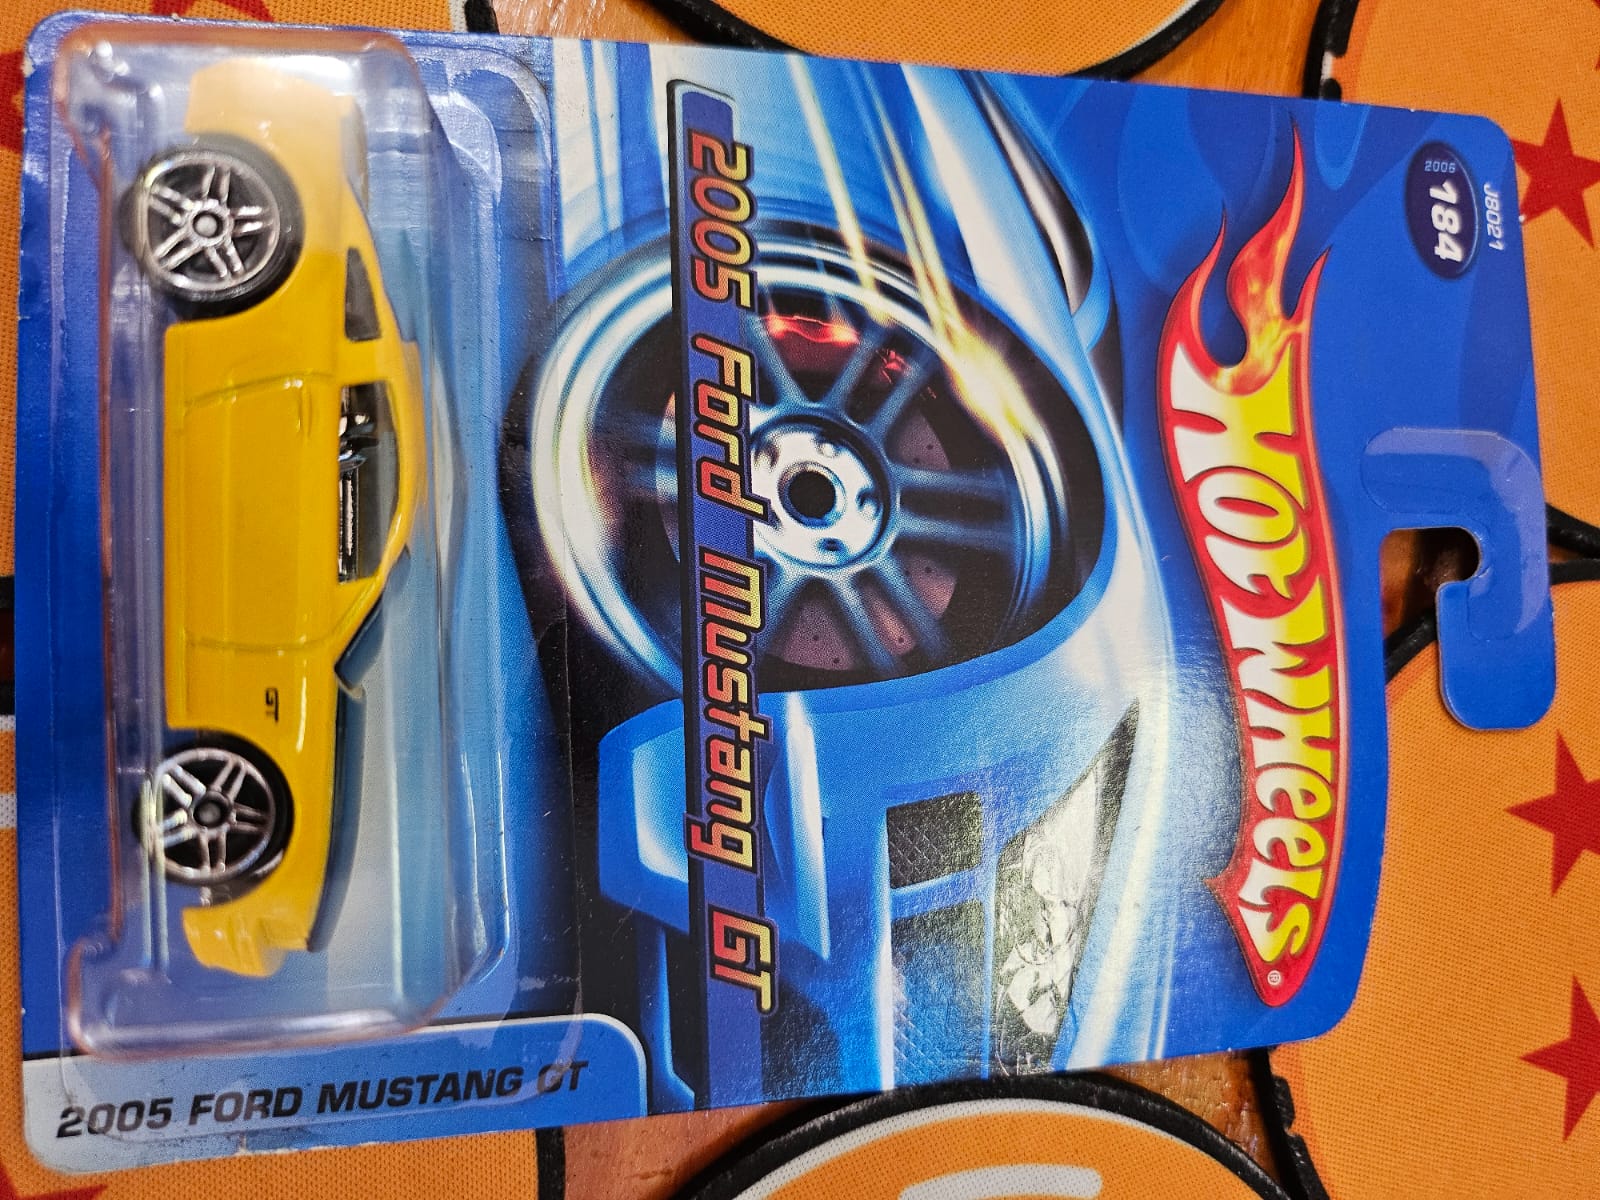 J8021
2006
184
HOT WHEELS®
2005 Ford Mustang GT
GT
2005 FORD MUSTANG GT